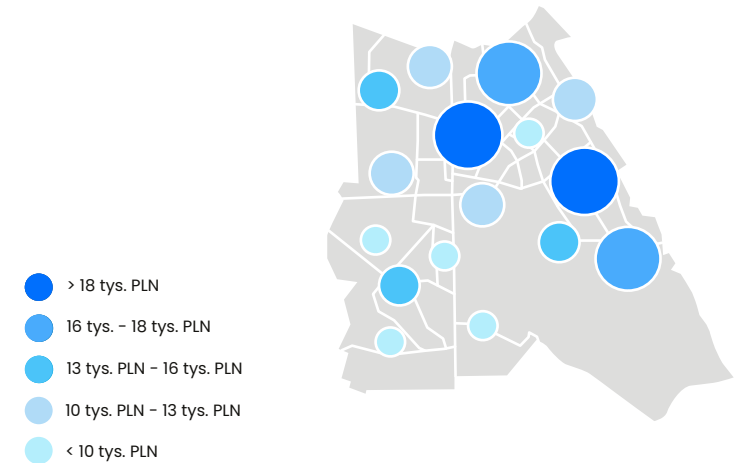 > 18 tys. PLN
16 tys. - 18 tys. PLN
13 tys. PLN - 16 tys. PLN
10 tys. PLN - 13 tys. PLN
< 10 tys. PLN